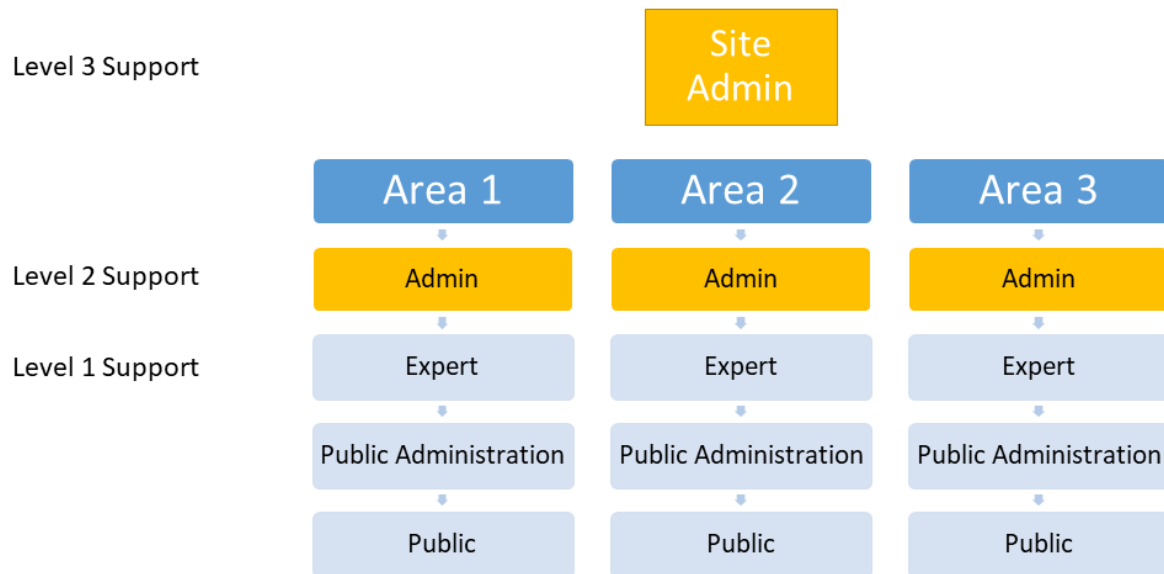 Level 3 Support
Site
Admin
Area 1
Area 2
Area 3
Level 2 Support
Admin
Admin
Admin
Level 1 Support
Expert
Expert
Expert
Public Administration
Public Administration
Public Administration
Public
Public
Public